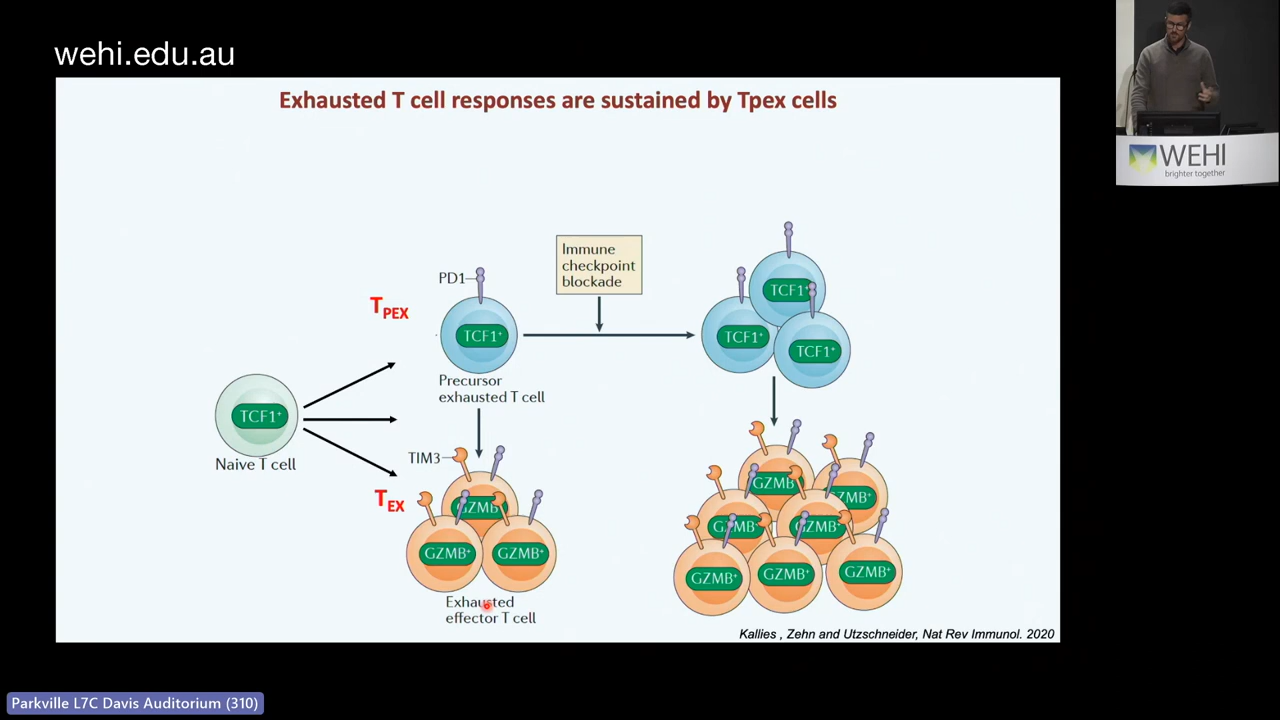 wehi.edu.au
Exhausted T cell responses are sustained by Tpex cells
WEHI
brighter together
Immune
checkpoint
blockade
PD1
TPEX
TCF1+
TCF1+
TCF1+
TCF1+
Precursor
exhausted T cell
TCF1+
Naive T cell
TIM3
TEX
GZMB
GZMB+
GZMB+
Exhausted
effector T cell
GZMB
GZMB+
GZMB+
GZMB+
GZMB+
GZMB+
GZMB+
Kallies , Zehn and Utzschneider, Nat Rev Immunol. 2020
Parkville L7C Davis Auditorium (310)